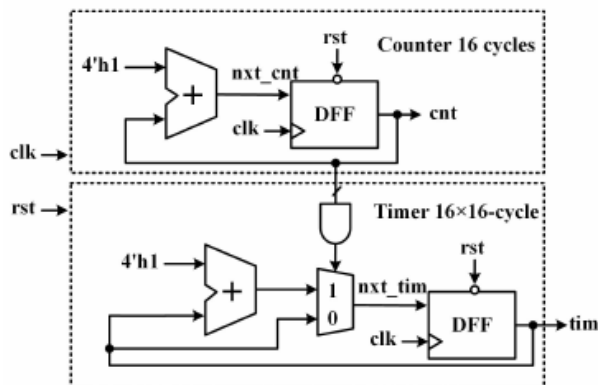 rst
Counter 16 cycles
4'h1
nxt_cnt
+
DFF
cnt
clk
clk
rst
Timer 16×16-cycle
rst
4'h1
+
1
nxt_tim
0
DFF
tim
clk